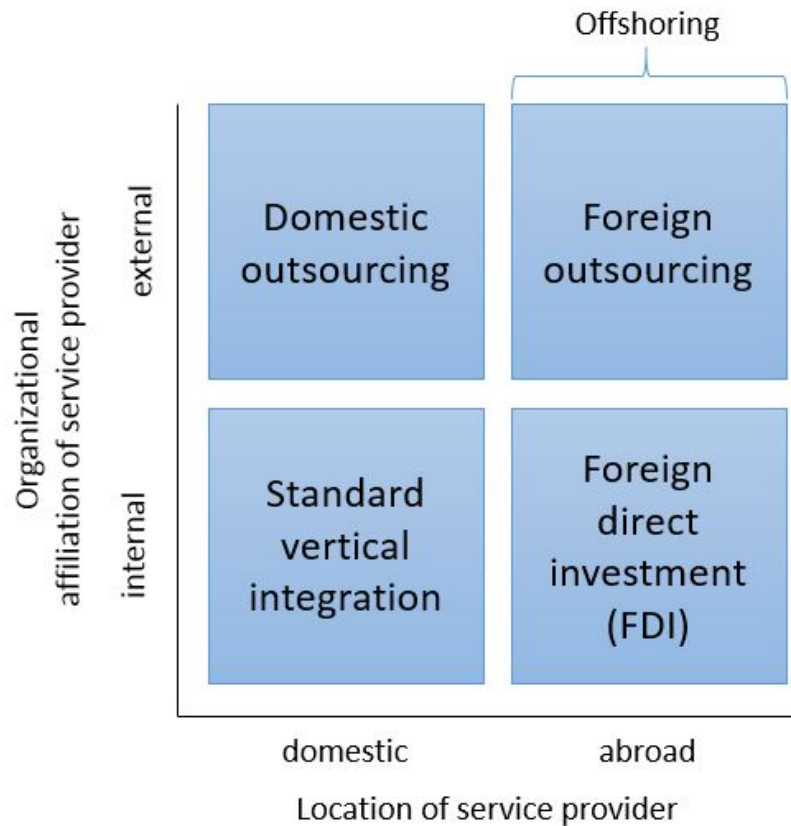 Offshoring
Organizational
affiliation of service provider
external
internal
Domestic
outsourcing
Foreign
outsourcing
Standard
vertical
integration
Foreign
direct
investment
(FDI)
domestic
abroad
Location of service provider